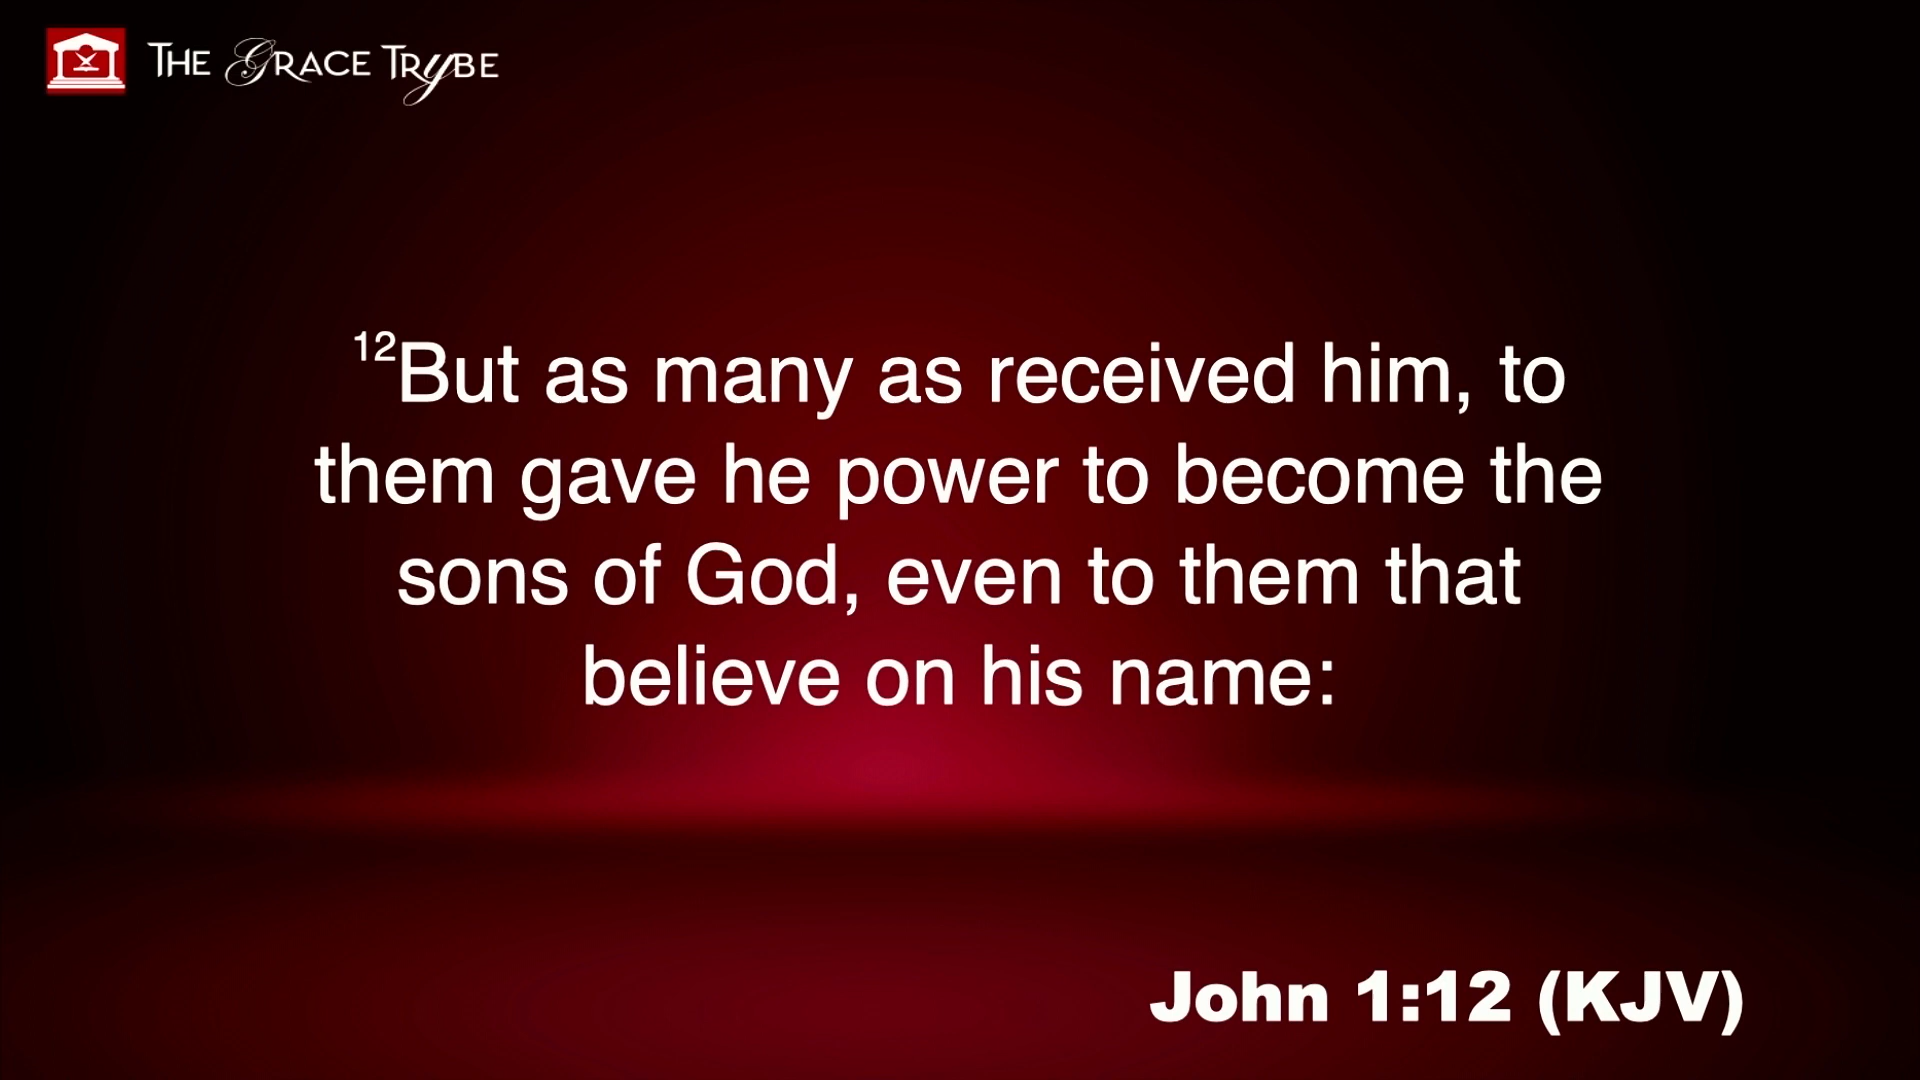 The Grace Trybe
12But as many as received him, to
them gave he power to become the
sons of God, even to them that
believe on his name:
John 1:12 (KJV)